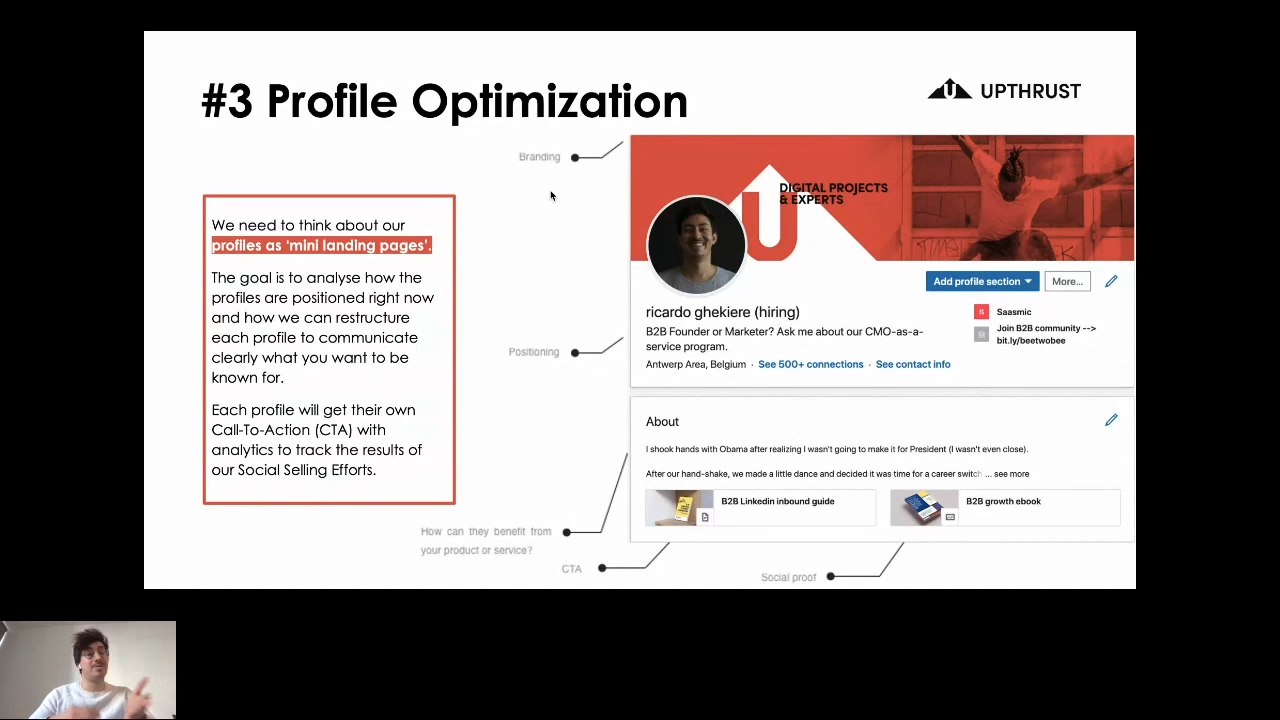 #3 Profile Optimization
UPTHRUST
Branding
DIGITAL PROJECTS
& EXPERTS
We need to think about our
profiles as ‘mini landing pages’.
The goal is to analyse how the
profiles are positioned right now
and how we can restructure
each profile to communicate
clearly what you want to be
known for.
Each profile will get their own
Call-To-Action (CTA) with
analytics to track the results of
our Social Selling Efforts.
Add profile section
More...
ricardo ghekiere (hiring)
B2B Founder or Marketer? Ask me about our CMO-as-a-
service program.
Antwerp Area, Belgium · See 500+ connections · See contact info
S
Saasmic
Join B2B community -->
bit.ly/beetwobee
Positioning
About
I shook hands with Obama after realizing I wasn't going to make it for President (I wasn't even close).
After our hand-shake, we made a little dance and decided it was time for a career switch ... see more
B2B Linkedin inbound guide
B2B growth ebook
How can they benefit from
your product or service?
CTA
Social proof